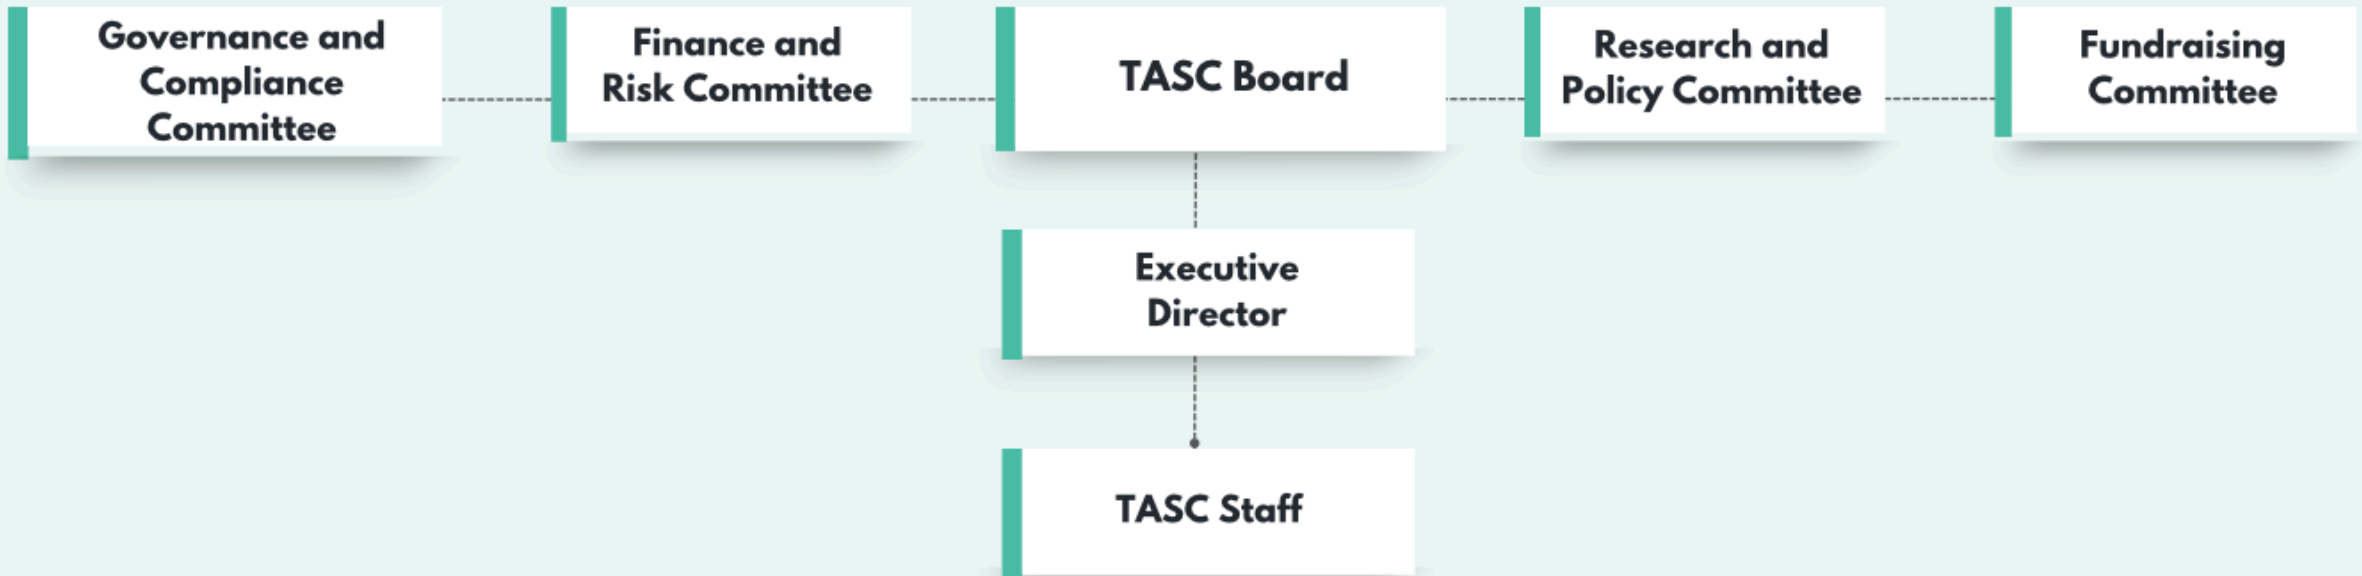 Governance and
Compliance
Committee
Finance and
Risk Committee
TASC Board
Research and
Policy Committee
Fundraising
Committee
Executive
Director
TASC Staff